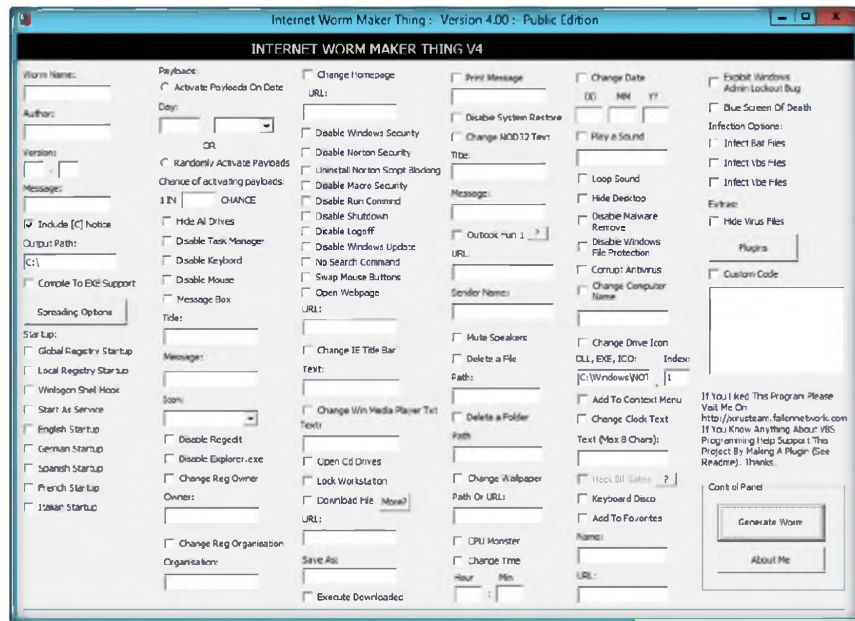 Internet Worm Maker Thing :- Version 4.00 :- Public Edition
INTERNET WORM MAKER THING V4
Worm Name:
Author:
Version:
.
Message:
Include [C] Notice
Output Path:
C:\
Compile To EXE Support
Spreading Options
Startup:
Global Registry Startup
Local Registry Startup
Winlogon Shell Hook
Start As Service
English Startup
German Startup
Spanish Startup
French Startup
Italian Startup
Payloads:
Activate Payloads On Date
Day:
OR
Randomly Activate Payloads
Chance of activating payloads:
1 IN CHANCE
Hide All Drives
Disable Task Manager
Disable Keybord
Disable Mouse
Message Box
Title:
Message:
Icon:
Disable Regedit
Disable Explorer.exe
Change Reg Owner
Owner:
Change Reg Organisation
Organisation:
Change Homepage
URL:
Disable Windows Security
Disable Norton Security
Uninstall Norton Script Blocking
Disable Macro Security
Disable Run Commnd
Disable Shutdown
Disable Logoff
Disable Windows Update
No Search Command
Swap Mouse Buttons
Open Webpage
URL:
Change IE Title Bar
Text:
Change Win Media Player Txt
Text:
Open Cd Drives
Lock Workstation
Download File More?
URL:
Save As:
Execute Downloaded
Print Message
Disable System Restore
Change NOD32 Text
Title:
Message:
Outlook Fun 1 ?
URL:
Sender Name:
Mute Speakers
Delete a File
Path:
Delete a Folder
Path
Change Wallpaper
Path Or URL:
CPU Monster
Change Time
Hour Min
:
Change Date
DD MM YY
Play a Sound
Loop Sound
Hide Desktop
Disable Malware
Remove
Disable Windows
File Protection
Corrupt Antivirus
Change Computer
Name
Change Drive Icon
DLL, EXE, ICO: Index:
C:\Windows\NOT , 1
Add To Context Menu
Change Clock Text
Text (Max 8 Chars):
Hack Bill Gates ?
Keyboard Disco
Add To Favorites
Name:
URL:
Exploit Windows
Admin Lockout Bug
Blue Screen Of Death
Infection Options:
Infect Bat Files
Infect Vbs Files
Infect Vbe Files
Extras:
Hide Virus Files
Plugins
Custom Code
If You Liked This Program Please
Visit Me On
http://xirusteam.fallennetwork.com
If You Know Anything About VBS
Programming Help Support This
Project By Making A Plugin (See
Readme). Thanks.
Control Panel
Generate Worm
About Me